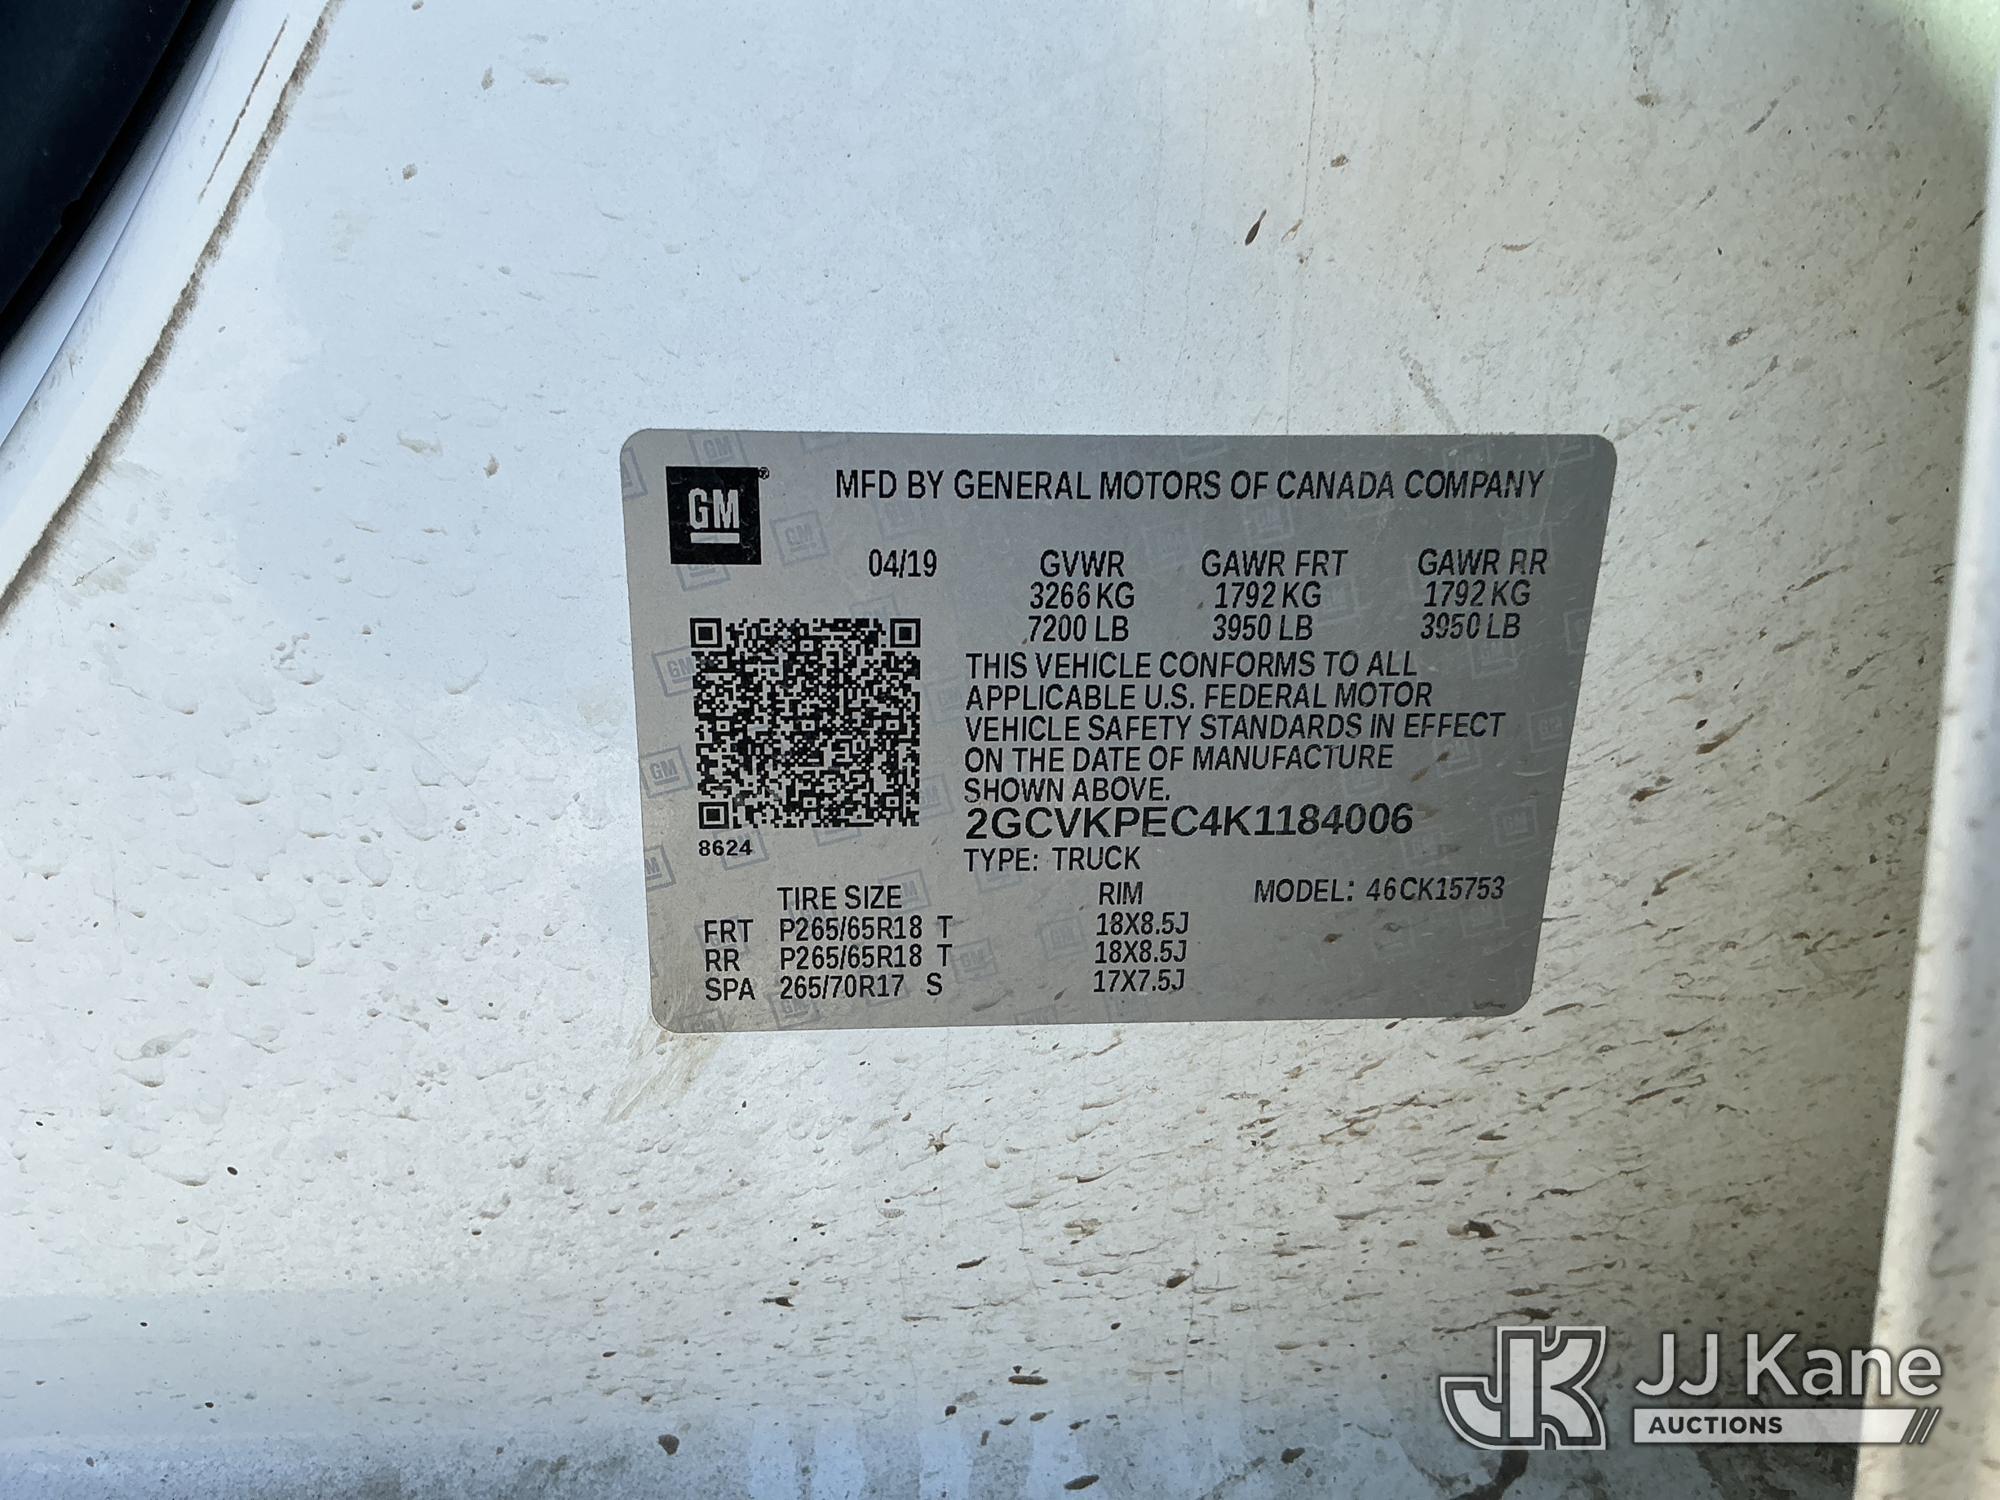 GM®
MFD BY GENERAL MOTORS OF CANADA COMPANY
04/19 GVWR GAWR FRT GAWR RR
3266 KG 1792 KG 1792 KG
7200 LB 3950 LB 3950 LB
THIS VEHICLE CONFORMS TO ALL
APPLICABLE U.S. FEDERAL MOTOR
VEHICLE SAFETY STANDARDS IN EFFECT
ON THE DATE OF MANUFACTURE
SHOWN ABOVE.
2GCVKPEC4K1184006
8624
TYPE: TRUCK
TIRE SIZE RIM MODEL: 46CK15753
FRT P265/65R18 T 18X8.5J
RR P265/65R18 T 18X8.5J
SPA 265/70R17 S 17X7.5J
JK JJ Kane
AUCTIONS